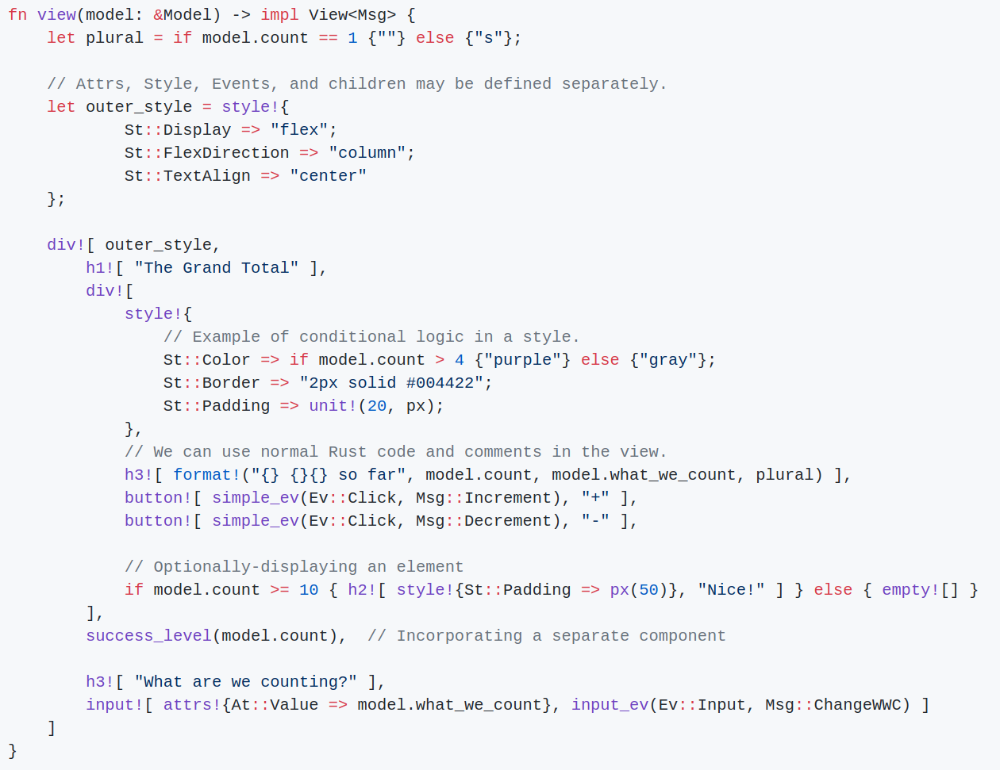 fn view(model: &Model) -> impl View<Msg> {
    let plural = if model.count == 1 {""} else {"s"};

    // Attrs, Style, Events, and children may be defined separately.
    let outer_style = style!{
            St::Display => "flex";
            St::FlexDirection => "column";
            St::TextAlign => "center"
    };

    div![ outer_style,
        h1![ "The Grand Total" ],
        div![
            style!{
                // Example of conditional logic in a style.
                St::Color => if model.count > 4 {"purple"} else {"gray"};
                St::Border => "2px solid #004422";
                St::Padding => unit!(20, px);
            },
            // We can use normal Rust code and comments in the view.
            h3![ format!("{} {}{} so far", model.count, model.what_we_count, plural) ],
            button![ simple_ev(Ev::Click, Msg::Increment), "+" ],
            button![ simple_ev(Ev::Click, Msg::Decrement), "-" ],

            // Optionally-displaying an element
            if model.count >= 10 { h2![ style!{St::Padding => px(50)}, "Nice!" ] } else { empty![] }
        ],
        success_level(model.count),  // Incorporating a separate component

        h3![ "What are we counting?" ],
        input![ attrs!{At::Value => model.what_we_count}, input_ev(Ev::Input, Msg::ChangeWWC) ]
    ]
}